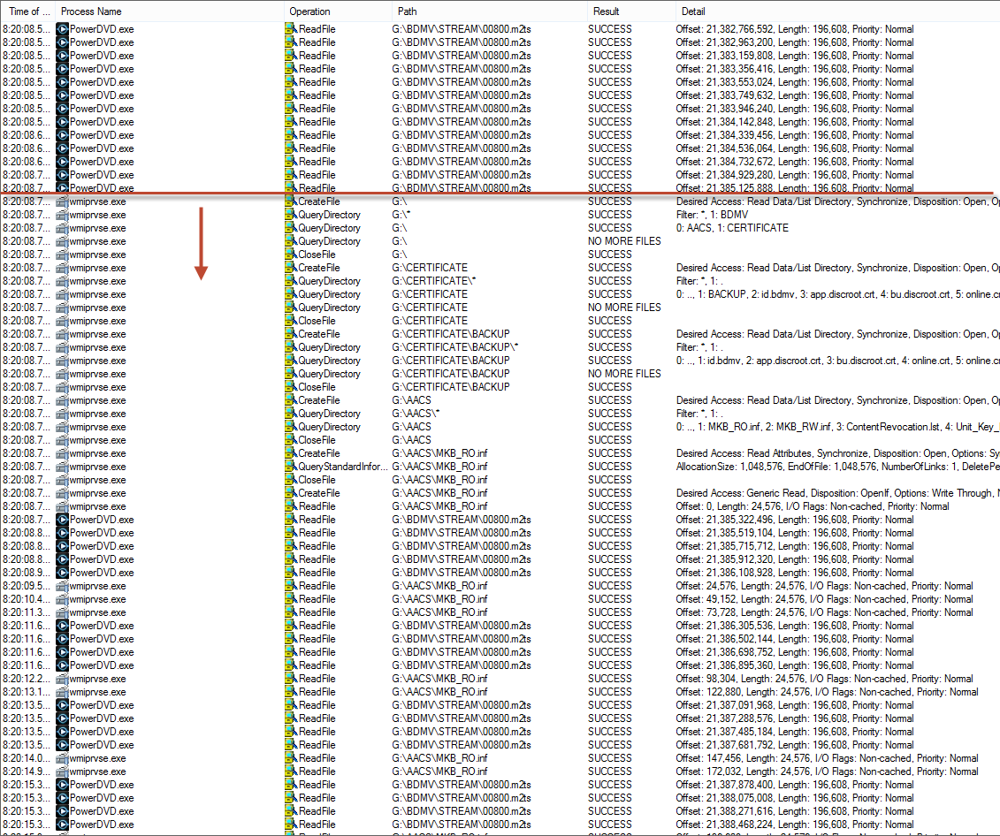 Time of ... Process Name Operation Path Result Detail
8:20:08.5... PowerDVD.exe ReadFile G:\BDMV\STREAM\00800.m2ts SUCCESS Offset: 21,382,766,592, Length: 196,608, Priority: Normal
8:20:08.5... PowerDVD.exe ReadFile G:\BDMV\STREAM\00800.m2ts SUCCESS Offset: 21,382,963,200, Length: 196,608, Priority: Normal
8:20:08.5... PowerDVD.exe ReadFile G:\BDMV\STREAM\00800.m2ts SUCCESS Offset: 21,383,159,808, Length: 196,608, Priority: Normal
8:20:08.5... PowerDVD.exe ReadFile G:\BDMV\STREAM\00800.m2ts SUCCESS Offset: 21,383,356,416, Length: 196,608, Priority: Normal
8:20:08.5... PowerDVD.exe ReadFile G:\BDMV\STREAM\00800.m2ts SUCCESS Offset: 21,383,553,024, Length: 196,608, Priority: Normal
8:20:08.5... PowerDVD.exe ReadFile G:\BDMV\STREAM\00800.m2ts SUCCESS Offset: 21,383,749,632, Length: 196,608, Priority: Normal
8:20:08.5... PowerDVD.exe ReadFile G:\BDMV\STREAM\00800.m2ts SUCCESS Offset: 21,383,946,240, Length: 196,608, Priority: Normal
8:20:08.5... PowerDVD.exe ReadFile G:\BDMV\STREAM\00800.m2ts SUCCESS Offset: 21,384,142,848, Length: 196,608, Priority: Normal
8:20:08.6... PowerDVD.exe ReadFile G:\BDMV\STREAM\00800.m2ts SUCCESS Offset: 21,384,339,456, Length: 196,608, Priority: Normal
8:20:08.6... PowerDVD.exe ReadFile G:\BDMV\STREAM\00800.m2ts SUCCESS Offset: 21,384,536,064, Length: 196,608, Priority: Normal
8:20:08.6... PowerDVD.exe ReadFile G:\BDMV\STREAM\00800.m2ts SUCCESS Offset: 21,384,732,672, Length: 196,608, Priority: Normal
8:20:08.7... PowerDVD.exe ReadFile G:\BDMV\STREAM\00800.m2ts SUCCESS Offset: 21,384,929,280, Length: 196,608, Priority: Normal
8:20:08.7... PowerDVD.exe ReadFile G:\BDMV\STREAM\00800.m2ts SUCCESS Offset: 21,385,125,888, Length: 196,608, Priority: Normal
8:20:08.7... wmiprvse.exe CreateFile G:\ SUCCESS Desired Access: Read Data/List Directory, Synchronize, Disposition: Open, Op
8:20:08.7... wmiprvse.exe QueryDirectory G:\* SUCCESS Filter: *, 1: BDMV
8:20:08.7... wmiprvse.exe QueryDirectory G:\ SUCCESS 0: AACS, 1: CERTIFICATE
8:20:08.7... wmiprvse.exe QueryDirectory G:\ NO MORE FILES
8:20:08.7... wmiprvse.exe CloseFile G:\ SUCCESS
8:20:08.7... wmiprvse.exe CreateFile G:\CERTIFICATE SUCCESS Desired Access: Read Data/List Directory, Synchronize, Disposition: Open, Op
8:20:08.7... wmiprvse.exe QueryDirectory G:\CERTIFICATE\* SUCCESS Filter: *, 1: .
8:20:08.7... wmiprvse.exe QueryDirectory G:\CERTIFICATE SUCCESS 0: .., 1: BACKUP, 2: id.bdmv, 3: app.discroot.crt, 4: bu.discroot.crt, 5: online.c
8:20:08.7... wmiprvse.exe QueryDirectory G:\CERTIFICATE NO MORE FILES
8:20:08.7... wmiprvse.exe CloseFile G:\CERTIFICATE SUCCESS
8:20:08.7... wmiprvse.exe CreateFile G:\CERTIFICATE\BACKUP SUCCESS Desired Access: Read Data/List Directory, Synchronize, Disposition: Open, Op
8:20:08.7... wmiprvse.exe QueryDirectory G:\CERTIFICATE\BACKUP\* SUCCESS Filter: *, 1: .
8:20:08.7... wmiprvse.exe QueryDirectory G:\CERTIFICATE\BACKUP SUCCESS 0: .., 1: id.bdmv, 2: app.discroot.crt, 3: bu.discroot.crt, 4: online.crt, 5: online.c
8:20:08.7... wmiprvse.exe QueryDirectory G:\CERTIFICATE\BACKUP NO MORE FILES
8:20:08.7... wmiprvse.exe CloseFile G:\CERTIFICATE\BACKUP SUCCESS
8:20:08.7... wmiprvse.exe CreateFile G:\AACS SUCCESS Desired Access: Read Data/List Directory, Synchronize, Disposition: Open, Op
8:20:08.7... wmiprvse.exe QueryDirectory G:\AACS\* SUCCESS Filter: *, 1: .
8:20:08.7... wmiprvse.exe QueryDirectory G:\AACS SUCCESS 0: .., 1: MKB_RO.inf, 2: MKB_RW.inf, 3: ContentRevocation.lst, 4: Unit_Key_
8:20:08.7... wmiprvse.exe CloseFile G:\AACS SUCCESS
8:20:08.7... wmiprvse.exe CreateFile G:\AACS\MKB_RO.inf SUCCESS Desired Access: Read Attributes, Synchronize, Disposition: Open, Options: Sy
8:20:08.7... wmiprvse.exe QueryStandardInfor... G:\AACS\MKB_RO.inf SUCCESS AllocationSize: 1,048,576, EndOfFile: 1,048,576, NumberOfLinks: 1, DeletePe
8:20:08.7... wmiprvse.exe CloseFile G:\AACS\MKB_RO.inf SUCCESS
8:20:08.7... wmiprvse.exe CreateFile G:\AACS\MKB_RO.inf SUCCESS Desired Access: Generic Read, Disposition: OpenIf, Options: Write Through, N
8:20:08.7... wmiprvse.exe ReadFile G:\AACS\MKB_RO.inf SUCCESS Offset: 0, Length: 24,576, I/O Flags: Non-cached, Priority: Normal
8:20:08.7... PowerDVD.exe ReadFile G:\BDMV\STREAM\00800.m2ts SUCCESS Offset: 21,385,322,496, Length: 196,608, Priority: Normal
8:20:08.8... PowerDVD.exe ReadFile G:\BDMV\STREAM\00800.m2ts SUCCESS Offset: 21,385,519,104, Length: 196,608, Priority: Normal
8:20:08.8... PowerDVD.exe ReadFile G:\BDMV\STREAM\00800.m2ts SUCCESS Offset: 21,385,715,712, Length: 196,608, Priority: Normal
8:20:08.8... PowerDVD.exe ReadFile G:\BDMV\STREAM\00800.m2ts SUCCESS Offset: 21,385,912,320, Length: 196,608, Priority: Normal
8:20:08.9... PowerDVD.exe ReadFile G:\BDMV\STREAM\00800.m2ts SUCCESS Offset: 21,386,108,928, Length: 196,608, Priority: Normal
8:20:09.5... wmiprvse.exe ReadFile G:\AACS\MKB_RO.inf SUCCESS Offset: 24,576, Length: 24,576, I/O Flags: Non-cached, Priority: Normal
8:20:10.4... wmiprvse.exe ReadFile G:\AACS\MKB_RO.inf SUCCESS Offset: 49,152, Length: 24,576, I/O Flags: Non-cached, Priority: Normal
8:20:11.3... wmiprvse.exe ReadFile G:\AACS\MKB_RO.inf SUCCESS Offset: 73,728, Length: 24,576, I/O Flags: Non-cached, Priority: Normal
8:20:11.6... PowerDVD.exe ReadFile G:\BDMV\STREAM\00800.m2ts SUCCESS Offset: 21,386,305,536, Length: 196,608, Priority: Normal
8:20:11.6... PowerDVD.exe ReadFile G:\BDMV\STREAM\00800.m2ts SUCCESS Offset: 21,386,502,144, Length: 196,608, Priority: Normal
8:20:11.6... PowerDVD.exe ReadFile G:\BDMV\STREAM\00800.m2ts SUCCESS Offset: 21,386,698,752, Length: 196,608, Priority: Normal
8:20:11.6... PowerDVD.exe ReadFile G:\BDMV\STREAM\00800.m2ts SUCCESS Offset: 21,386,895,360, Length: 196,608, Priority: Normal
8:20:12.2... wmiprvse.exe ReadFile G:\AACS\MKB_RO.inf SUCCESS Offset: 98,304, Length: 24,576, I/O Flags: Non-cached, Priority: Normal
8:20:13.1... wmiprvse.exe ReadFile G:\AACS\MKB_RO.inf SUCCESS Offset: 122,880, Length: 24,576, I/O Flags: Non-cached, Priority: Normal
8:20:13.5... PowerDVD.exe ReadFile G:\BDMV\STREAM\00800.m2ts SUCCESS Offset: 21,387,091,968, Length: 196,608, Priority: Normal
8:20:13.5... PowerDVD.exe ReadFile G:\BDMV\STREAM\00800.m2ts SUCCESS Offset: 21,387,288,576, Length: 196,608, Priority: Normal
8:20:13.5... PowerDVD.exe ReadFile G:\BDMV\STREAM\00800.m2ts SUCCESS Offset: 21,387,485,184, Length: 196,608, Priority: Normal
8:20:13.5... PowerDVD.exe ReadFile G:\BDMV\STREAM\00800.m2ts SUCCESS Offset: 21,387,681,792, Length: 196,608, Priority: Normal
8:20:14.0... wmiprvse.exe ReadFile G:\AACS\MKB_RO.inf SUCCESS Offset: 147,456, Length: 24,576, I/O Flags: Non-cached, Priority: Normal
8:20:14.9... wmiprvse.exe ReadFile G:\AACS\MKB_RO.inf SUCCESS Offset: 172,032, Length: 24,576, I/O Flags: Non-cached, Priority: Normal
8:20:15.3... PowerDVD.exe ReadFile G:\BDMV\STREAM\00800.m2ts SUCCESS Offset: 21,387,878,400, Length: 196,608, Priority: Normal
8:20:15.3... PowerDVD.exe ReadFile G:\BDMV\STREAM\00800.m2ts SUCCESS Offset: 21,388,075,008, Length: 196,608, Priority: Normal
8:20:15.3... PowerDVD.exe ReadFile G:\BDMV\STREAM\00800.m2ts SUCCESS Offset: 21,388,271,616, Length: 196,608, Priority: Normal
8:20:15.3... PowerDVD.exe ReadFile G:\BDMV\STREAM\00800.m2ts SUCCESS Offset: 21,388,468,224, Length: 196,608, Priority: Normal